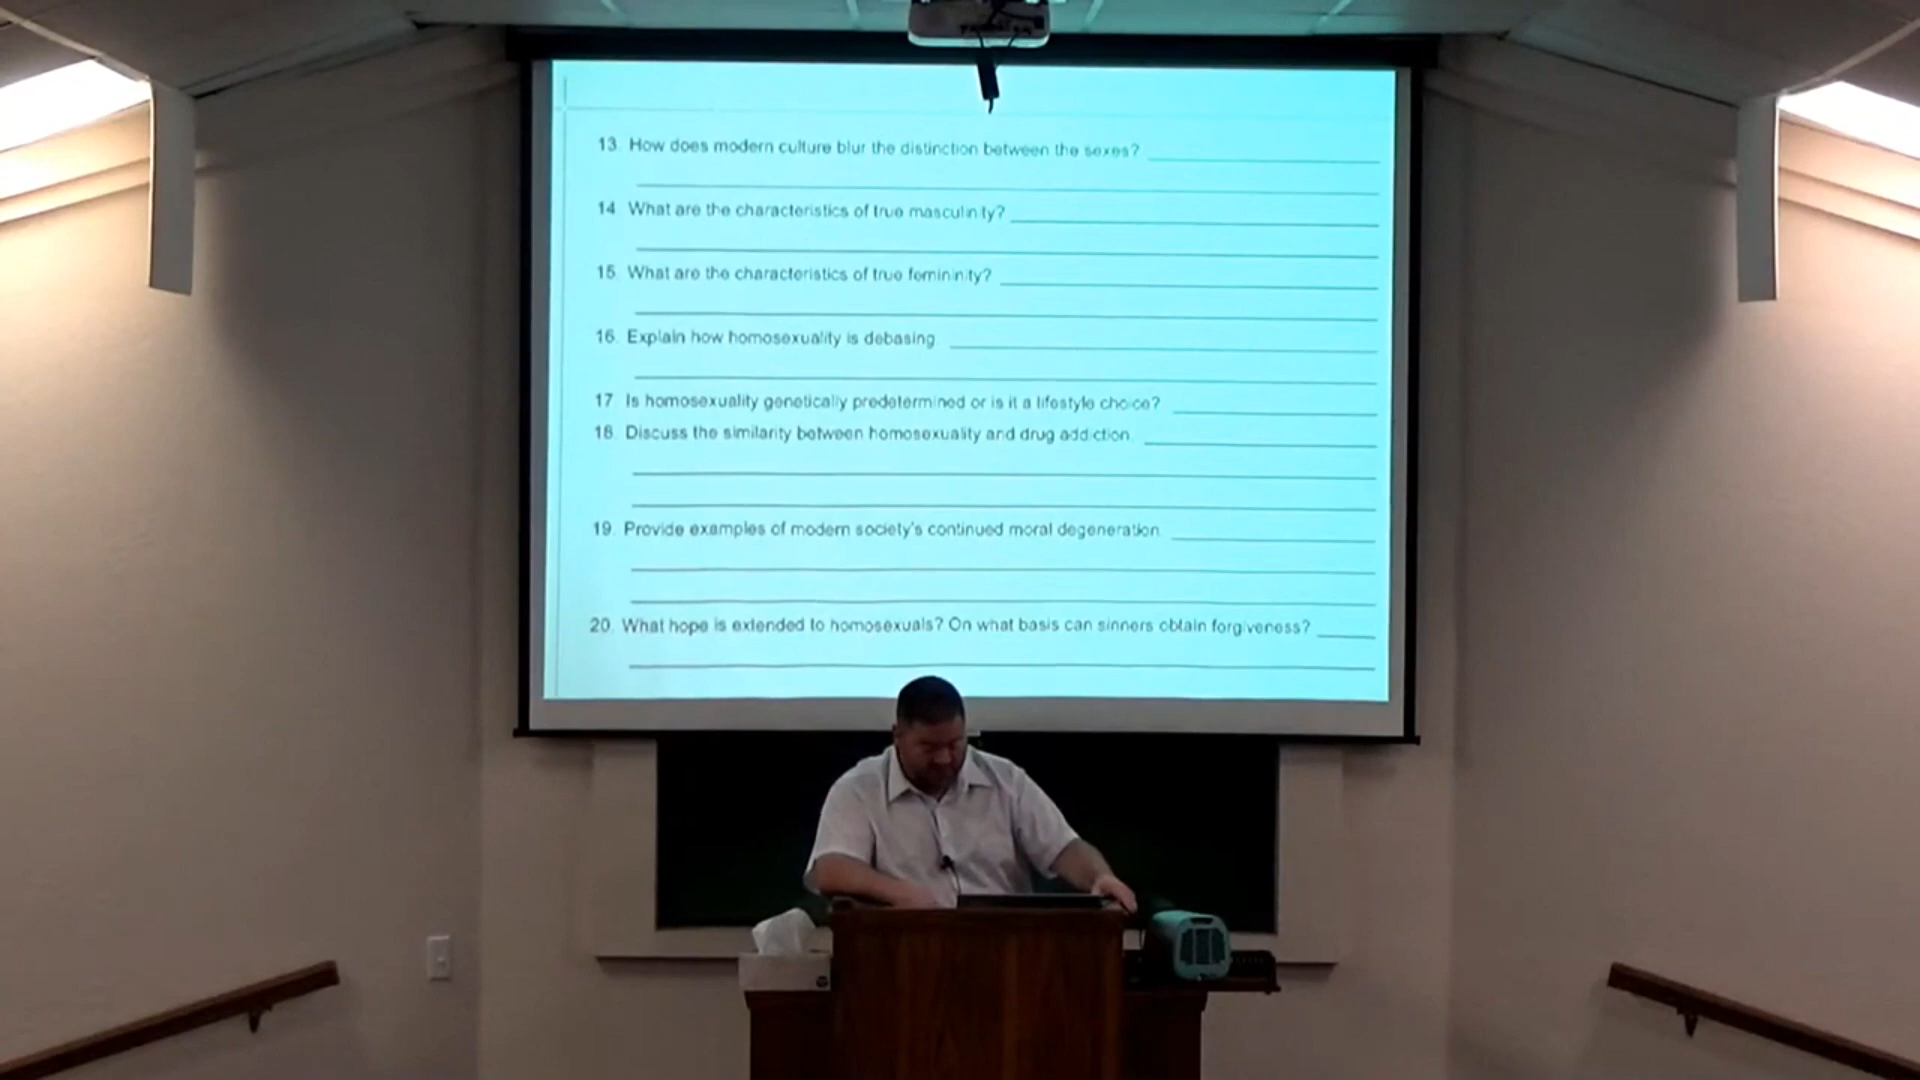 13. How does modern culture blur the distinction between the sexes?
14. What are the characteristics of true masculinity?
15. What are the characteristics of true femininity?
16. Explain how homosexuality is debasing.
17. Is homosexuality genetically predetermined or is it a lifestyle choice?
18. Discuss the similarity between homosexuality and drug addiction.
19. Provide examples of modern society's continued moral degeneration.
20. What hope is extended to homosexuals? On what basis can sinners obtain forgiveness?